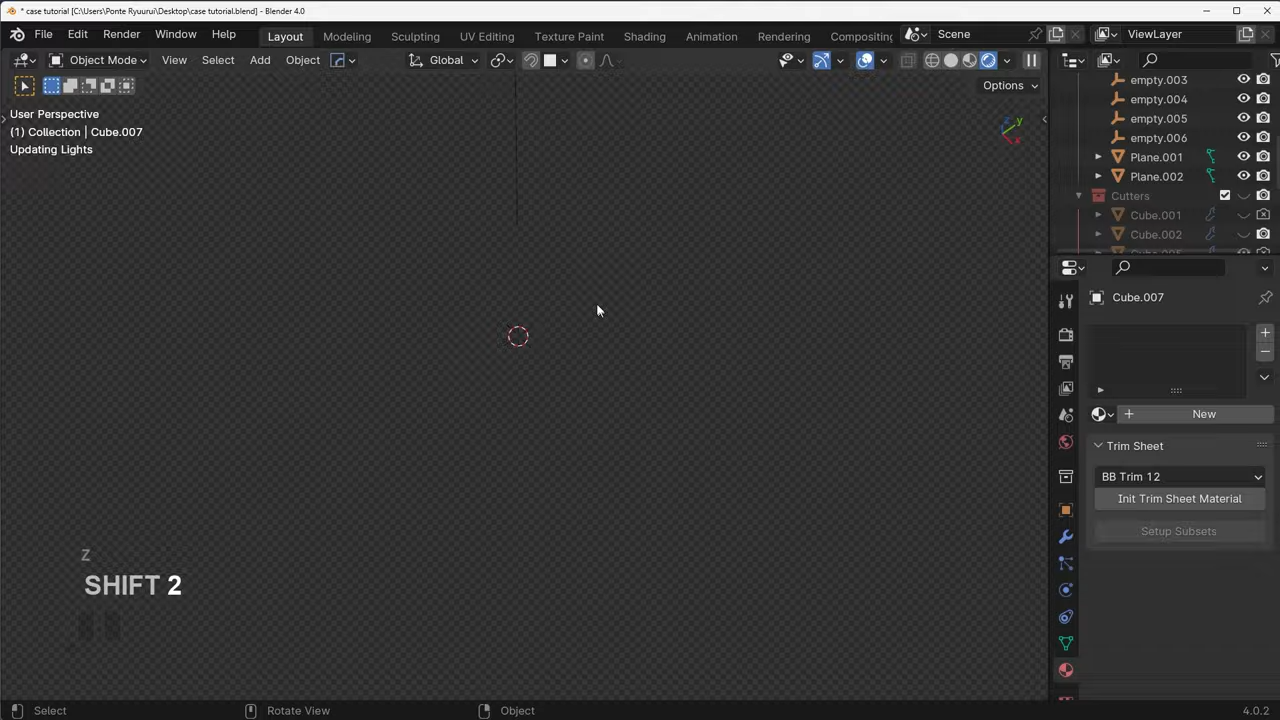 * case tutorial [C:\Users\Ponte Ryuurui\Desktop\case tutorial.blend] - Blender 4.0
File Edit Render Window Help Layout Modeling Sculpting UV Editing Texture Paint Shading Animation Rendering Compositing Scene ViewLayer
Object Mode View Select Add Object Global
Options
User Perspective
(1) Collection | Cube.007
Updating Lights
z
y
x
empty.003
empty.004
empty.005
empty.006
Plane.001
Plane.002
Cutters
Cube.001
Cube.002
Cube.007
New
Trim Sheet
BB Trim 12
Init Trim Sheet Material
Setup Subsets
Z
SHIFT 2
Select Rotate View Object 4.0.2